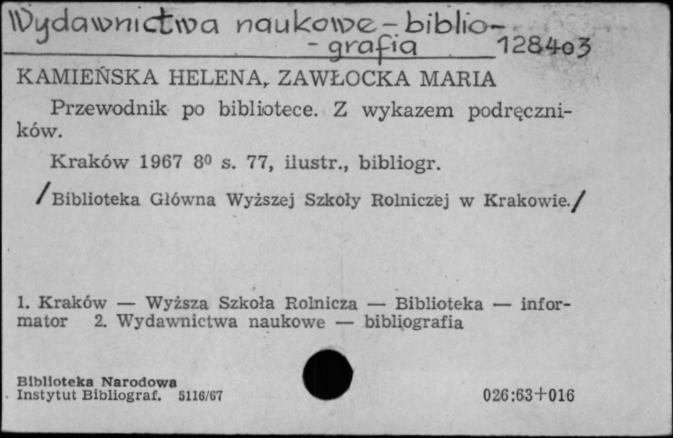 Wydawnictwa naukowe - biblio-
- grafia 128403
KAMIEŃSKA HELENA, ZAWŁOCKA MARIA
Przewodnik po bibliotece. Z wykazem podręczni-
ków.
Kraków 1967 8⁰ s. 77, ilustr., bibliogr.
/Biblioteka Główna Wyższej Szkoły Rolniczej w Krakowie./
1. Kraków — Wyższa Szkoła Rolnicza — Biblioteka — infor-
mator 2. Wydawnictwa naukowe — bibliografia
Biblioteka Narodowa
Instytut Bibliograf. 5116/67 026:63+016